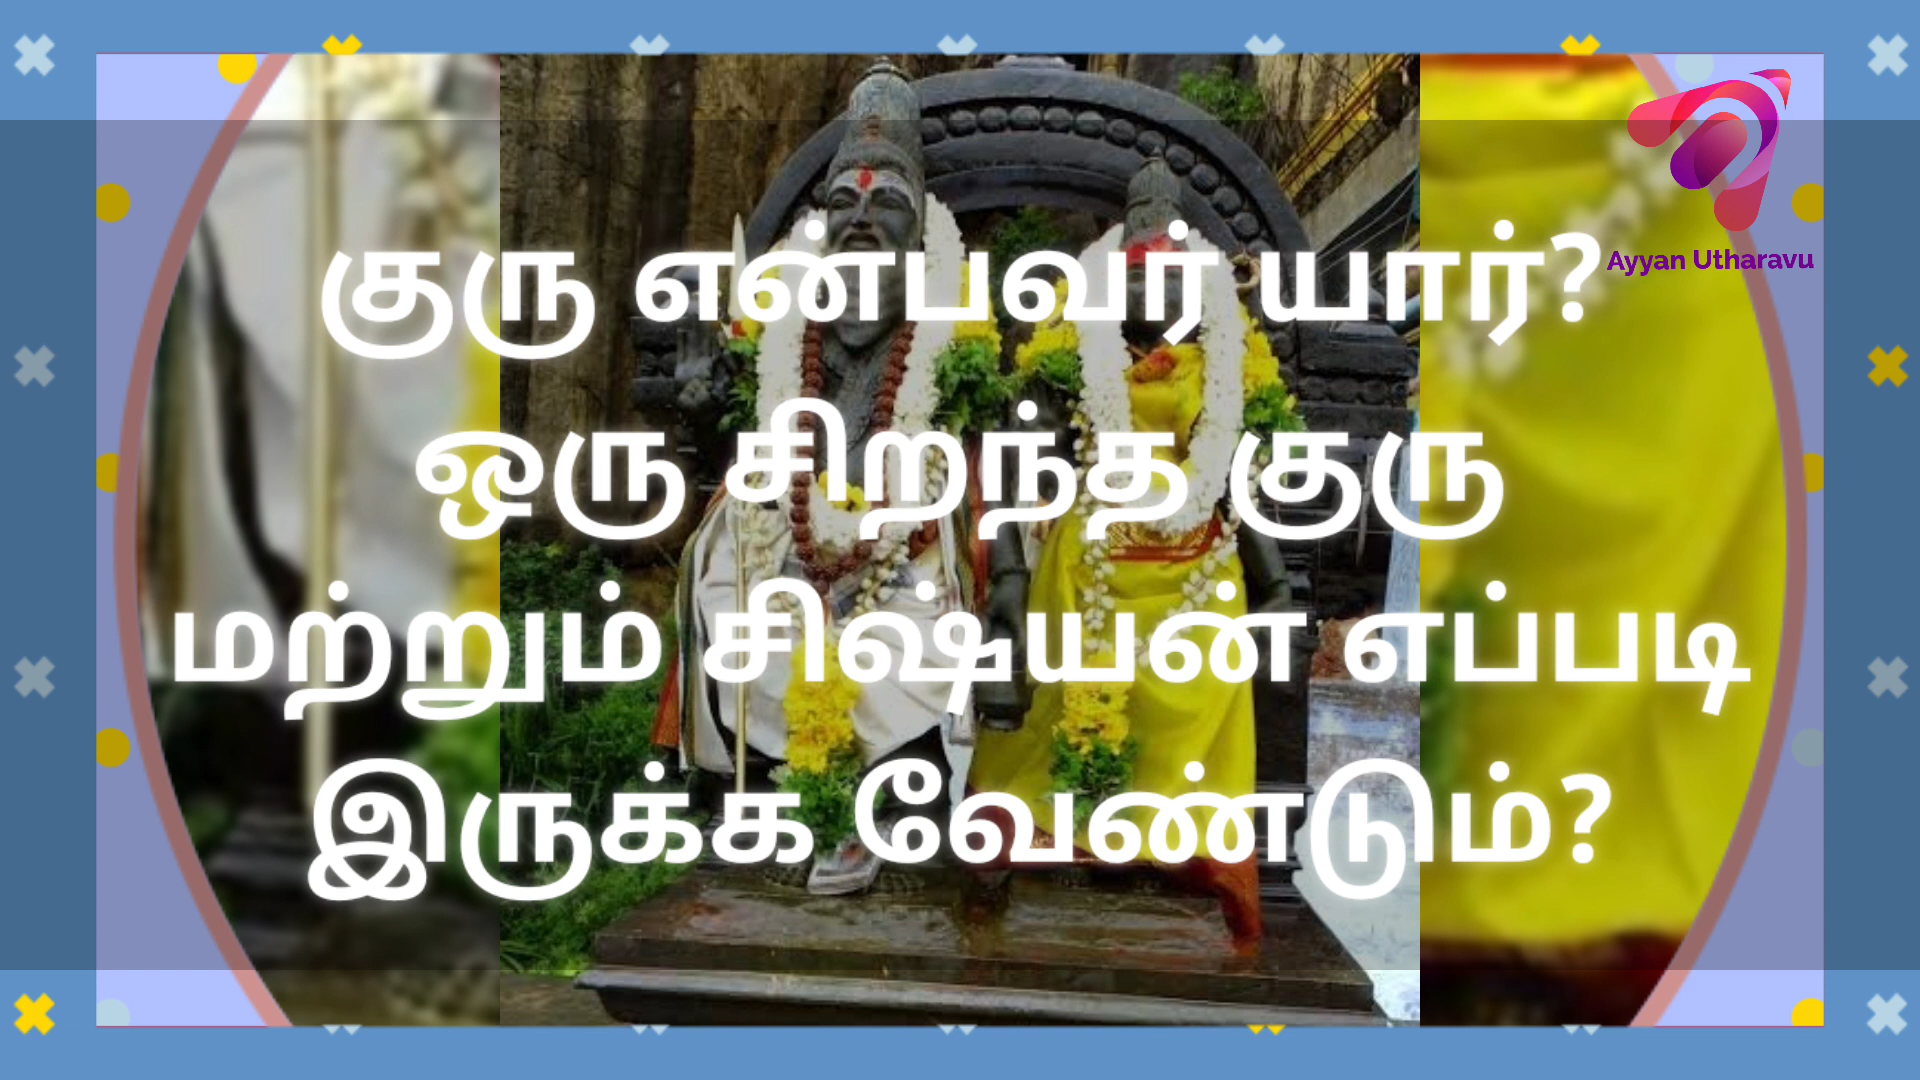 Ayyan Utharavu
குரு என்பவர் யார்?
ஒரு சிறந்த குரு
மற்றும் சிஷ்யன் எப்படி
இருக்க வேண்டும்?